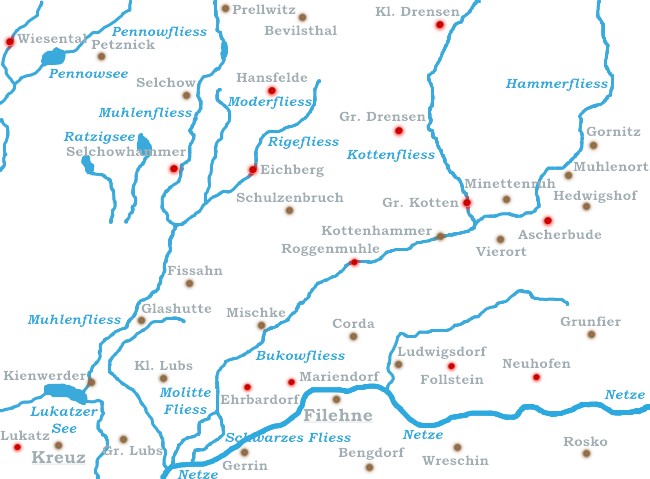 Prellwitz
Kl. Drensen
Bevilsthal
Pennowfliess
Wiesental
Petznick
Pennowsee
Selchow
Hansfelde
Hammerfliess
Moderfliess
Muhlenfliess
Gr. Drensen
Ratzigsee
Rigefliess
Gornitz
Selchowhammer
Kottenfliess
Eichberg
Muhlenort
Minettenruh
Schulzenbruch
Gr. Kotten
Hedwigshof
Kottenhammer
Ascherbude
Roggenmuhle
Vierort
Fissahn
Glashutte
Muhlenfliess
Mischke
Corda
Grunfier
Bukowfliess
Ludwigsdorf
Kl. Lubs
Neuhofen
Kienwerder
Mariendorf
Follstein
Molitte
Fliess
Ehrbardorf
Netze
Lukatzer
See
Filehne
Lukatz
Schwarzes Fliess
Netze
Gr. Lubs
Kreuz
Gerrin
Bengdorf
Wreschin
Rosko
Netze